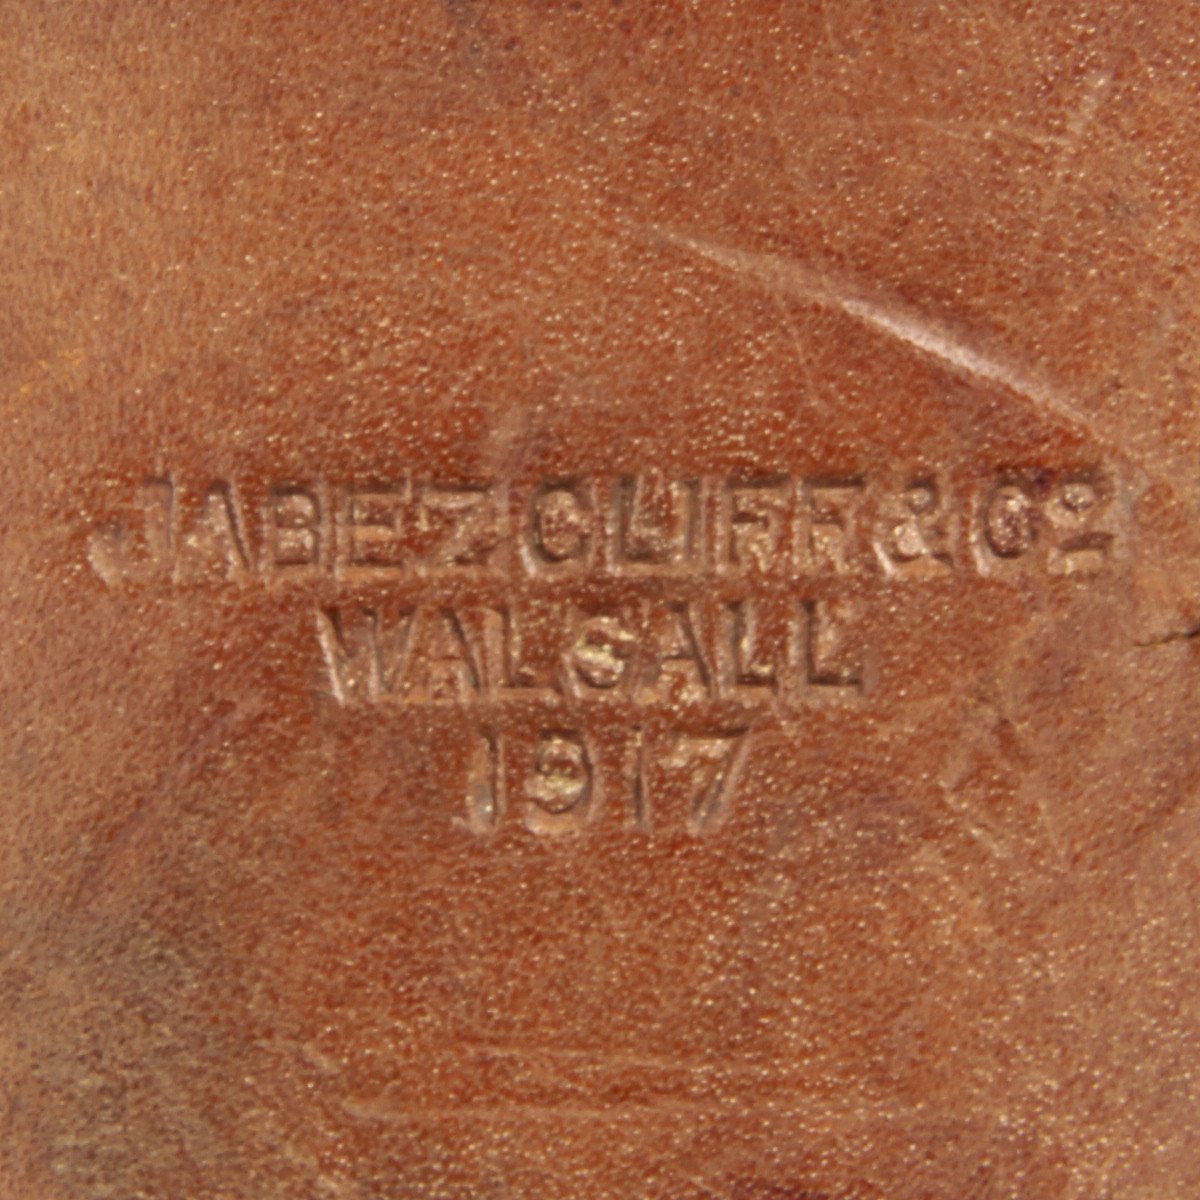 JABEZ CLIFF & Cº
WALSALL
1917